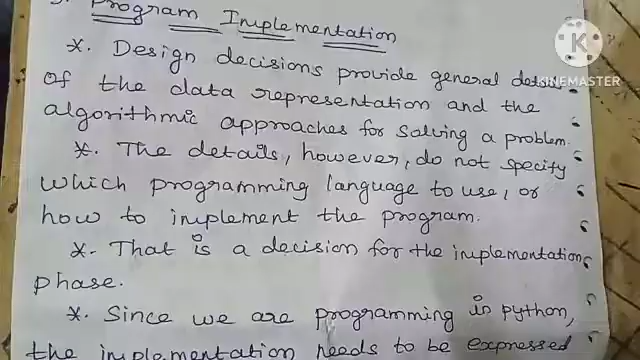 Program Implementation
*. Design decisions provide general
of the data representation and the
algorithmic approaches for solving a problem.
*. The details, however, do not specify
which programming language to use, or
how to implement the program.
*. That is a decision for the implementation
phase.
*. Since we are programming in python,
the implementation needs to be expressed
KINEMASTER